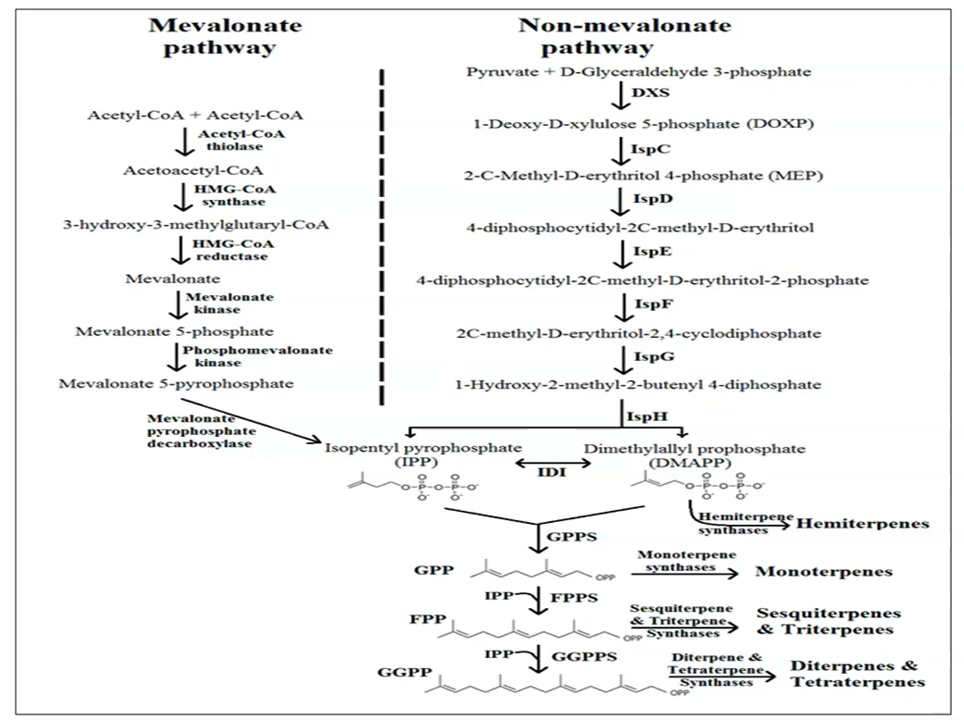 Mevalonate
pathway
Non-mevalonate
pathway
Acetyl-CoA + Acetyl-CoA
Acetyl-CoA
thiolase
Acetoacetyl-CoA
HMG-CoA
synthase
3-hydroxy-3-methylglutaryl-CoA
HMG-CoA
reductase
Mevalonate
Mevalonate
kinase
Mevalonate 5-phosphate
Phosphomevalonate
kinase
Mevalonate 5-pyrophosphate
Mevalonate
pyrophosphate
decarboxylase
Pyruvate + D-Glyceraldehyde 3-phosphate
DXS
1-Deoxy-D-xylulose 5-phosphate (DOXP)
IspC
2-C-Methyl-D-erythritol 4-phosphate (MEP)
IspD
4-diphosphocytidyl-2C-methyl-D-erythritol
IspE
4-diphosphocytidyl-2C-methyl-D-erythritol-2-phosphate
IspF
2C-methyl-D-erythritol-2,4-cyclodiphosphate
IspG
1-Hydroxy-2-methyl-2-butenyl 4-diphosphate
IspH
Isopentyl pyrophosphate
(IPP)
IDI
Dimethylallyl prophosphate
(DMAPP)
O P O P O-
O- O-
O P O P O-
O- O-
Hemiterpene
synthases
Hemiterpenes
GPPS
GPP
OPP
Monoterpene
synthases
Monoterpenes
IPP
FPPS
FPP
OPP
Sesquiterpene
& Triterpene
Synthases
Sesquiterpenes
& Triterpenes
IPP
GGPPS
GGPP
OPP
Diterpene &
Tetraterpene
Synthases
Diterpenes &
Tetraterpenes